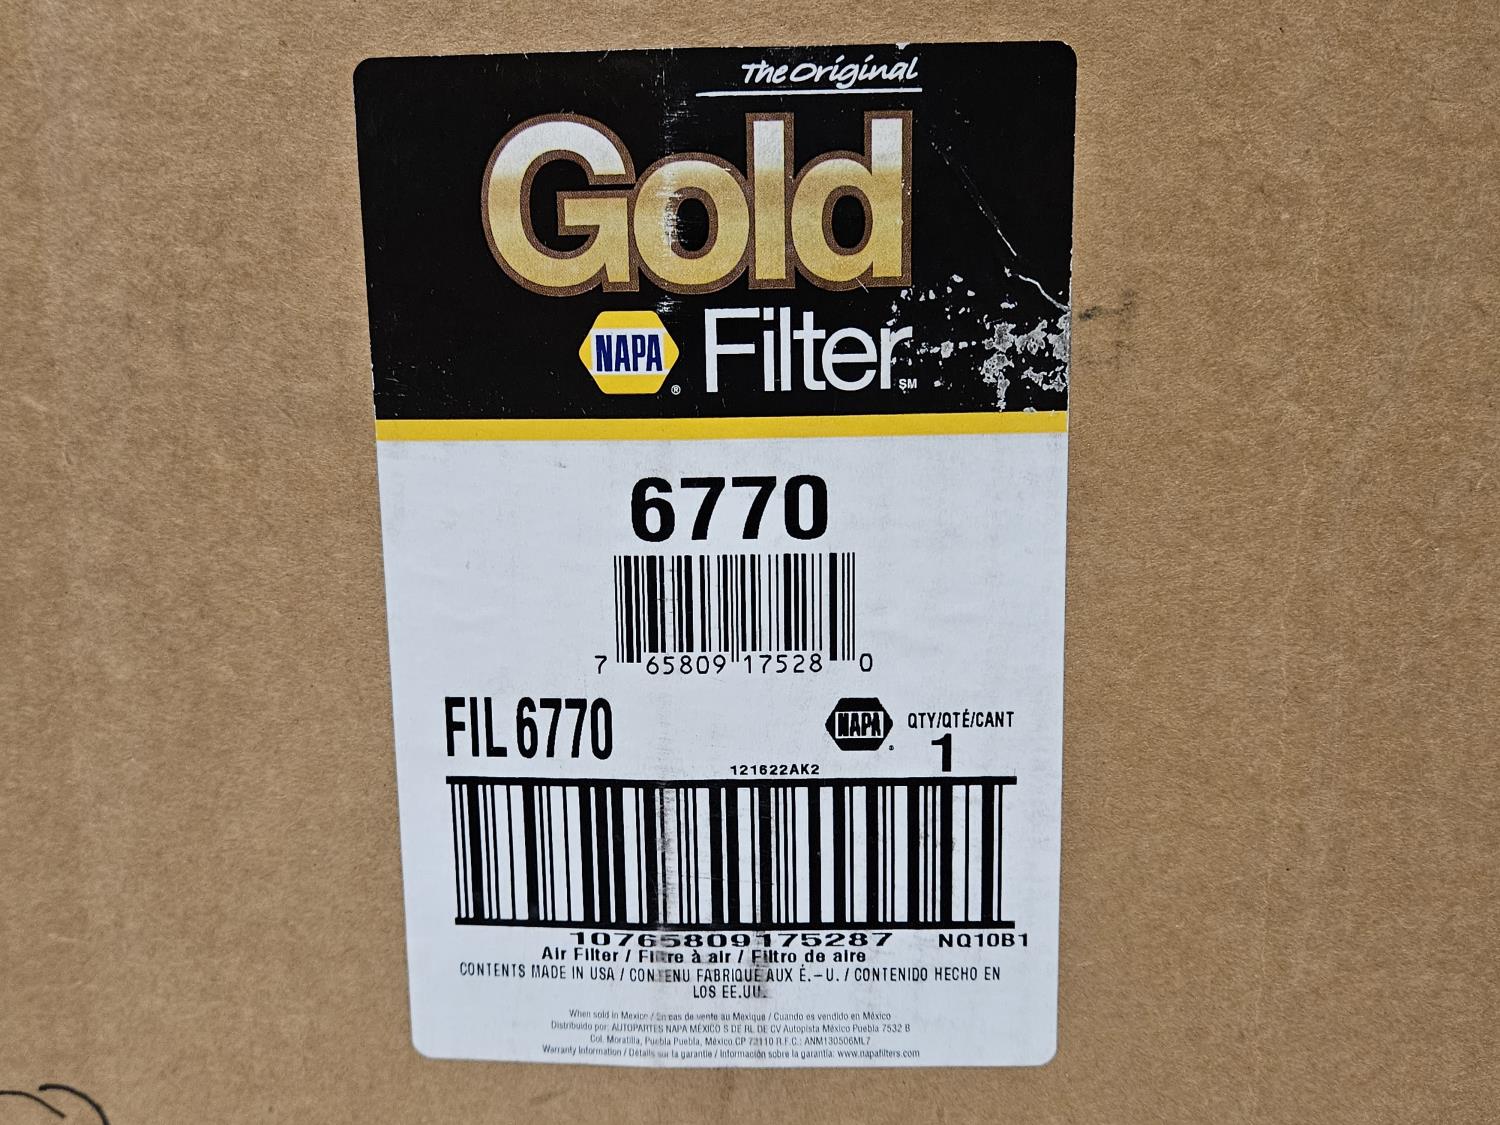 The Original
Gold
NAPA® Filter℠
6770
7 65809 17528 0
FIL 6770
NAPA® QTY/QTÉ/CANT
1
121622AK2
10765809175287 NQ10B1
Air Filter / Filtre à air / Filtro de aire
CONTENTS MADE IN USA / CONTENU FABRIQUÉ AUX É.-U. / CONTENIDO HECHO EN
LOS EE.UU.
When sold in Mexico / En cas de vente au Mexique / Cuando es vendido en México
Distribuido por: AUTOPARTES NAPA MÉXICO S DE RL DE CV Autopista México Puebla 7532 B
Col. Moratilla, Puebla Puebla, México.CP 72110 R.F.C.: ANM130506ML7
Warranty Information / Détails sur la garantie / Información sobre la garantía: www.napafilters.com